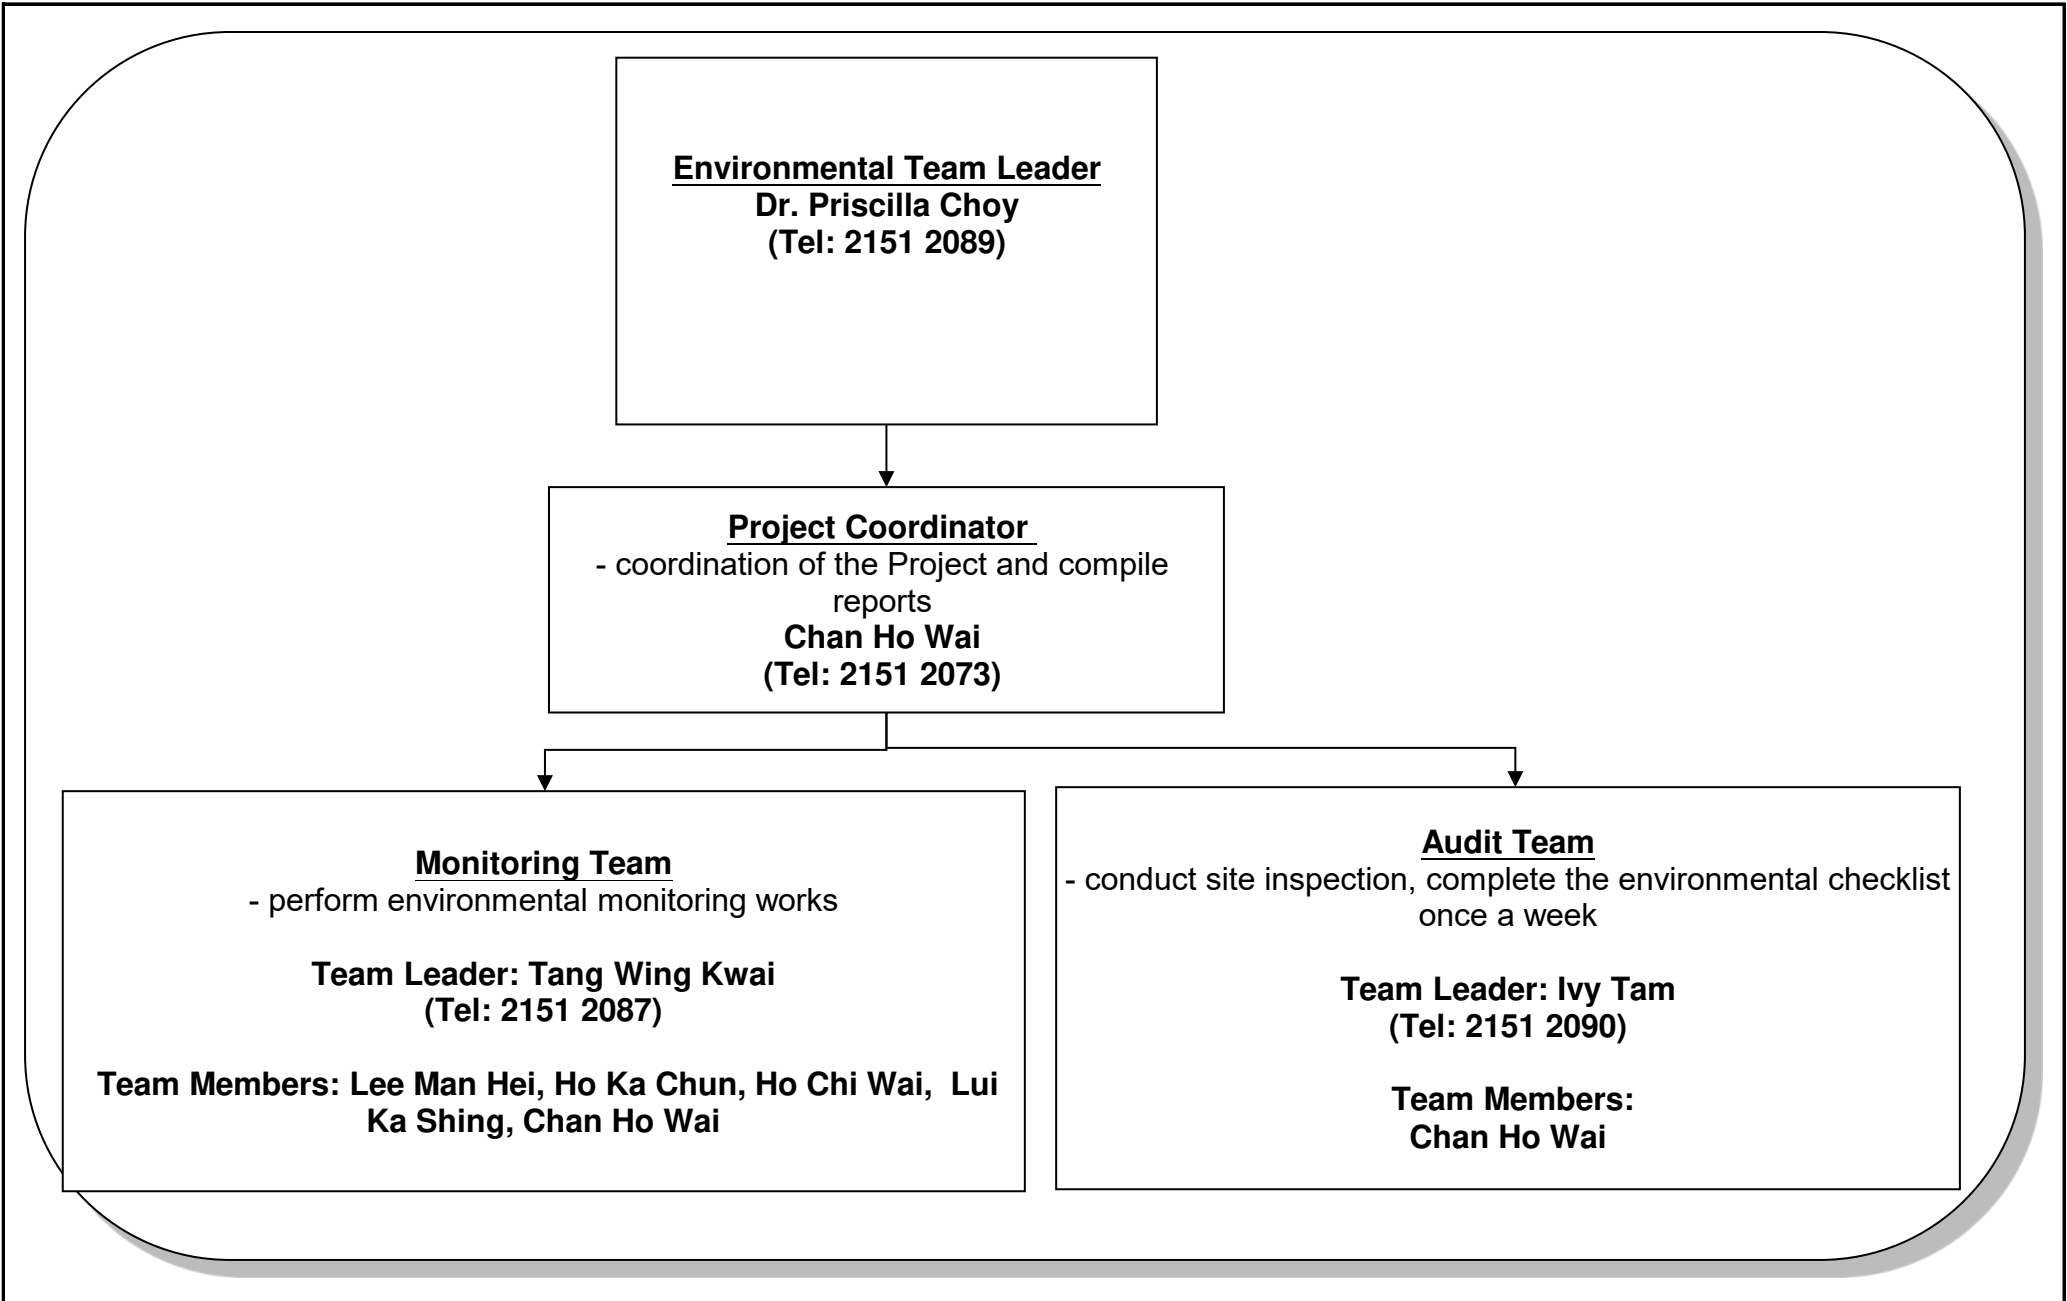 Environmental Team Leader
Dr. Priscilla Choy
(Tel: 2151 2089)
Project Coordinator
- coordination of the Project and compile
reports
Chan Ho Wai
(Tel: 2151 2073)
Monitoring Team
- perform environmental monitoring works
Team Leader: Tang Wing Kwai
(Tel: 2151 2087)
Team Members: Lee Man Hei, Ho Ka Chun, Ho Chi Wai,  Lui
Ka Shing, Chan Ho Wai
Audit Team
- conduct site inspection, complete the environmental checklist
once a week
Team Leader: Ivy Tam
(Tel: 2151 2090)
Team Members:
Chan Ho Wai